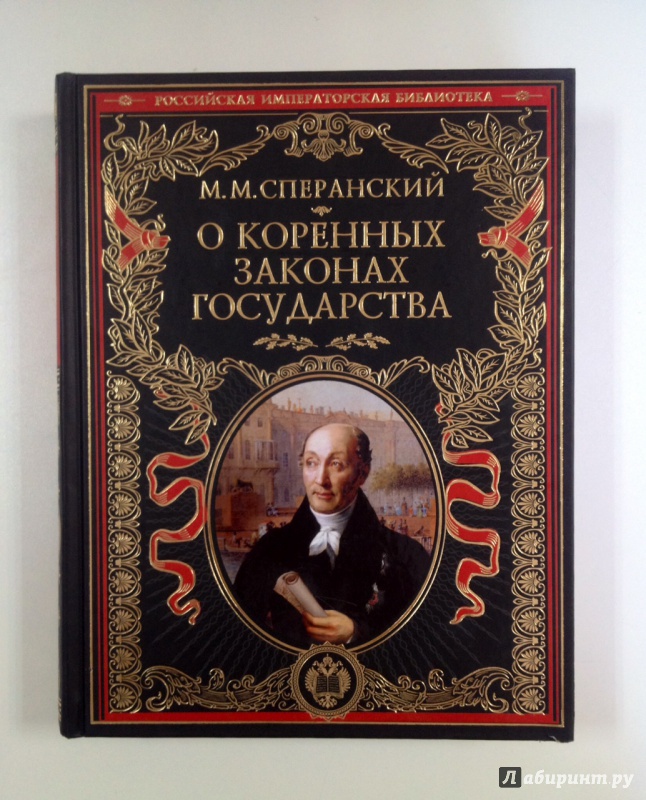 РОССИЙСКАЯ ИМПЕРАТОРСКАЯ БИБЛИОТЕКА
М.М.СПЕРАНСКИЙ
О КОРЕННЫХ
ЗАКОНАХ
ГОСУДАРСТВА
Лабиринт.ру